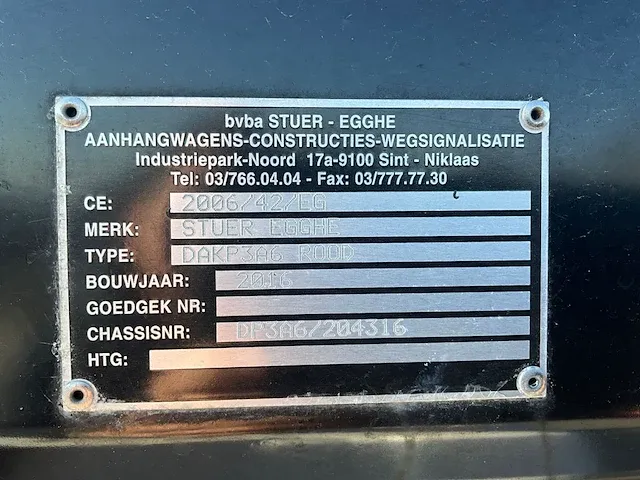 bvba STUER - EGGHE
AANHANGWAGENS-CONSTRUCTIES-WEGSIGNALISATIE
Industriepark-Noord 17a-9100 Sint - Niklaas
Tel: 03/766.04.04 - Fax: 03/777.77.30
CE: 2006/42/EG
MERK: STUER EGGHE
TYPE: DAKP3A6 ROOD
BOUWJAAR: 2016
GOEDGEK NR:
CHASSISNR: DP3A6/204316
HTG: